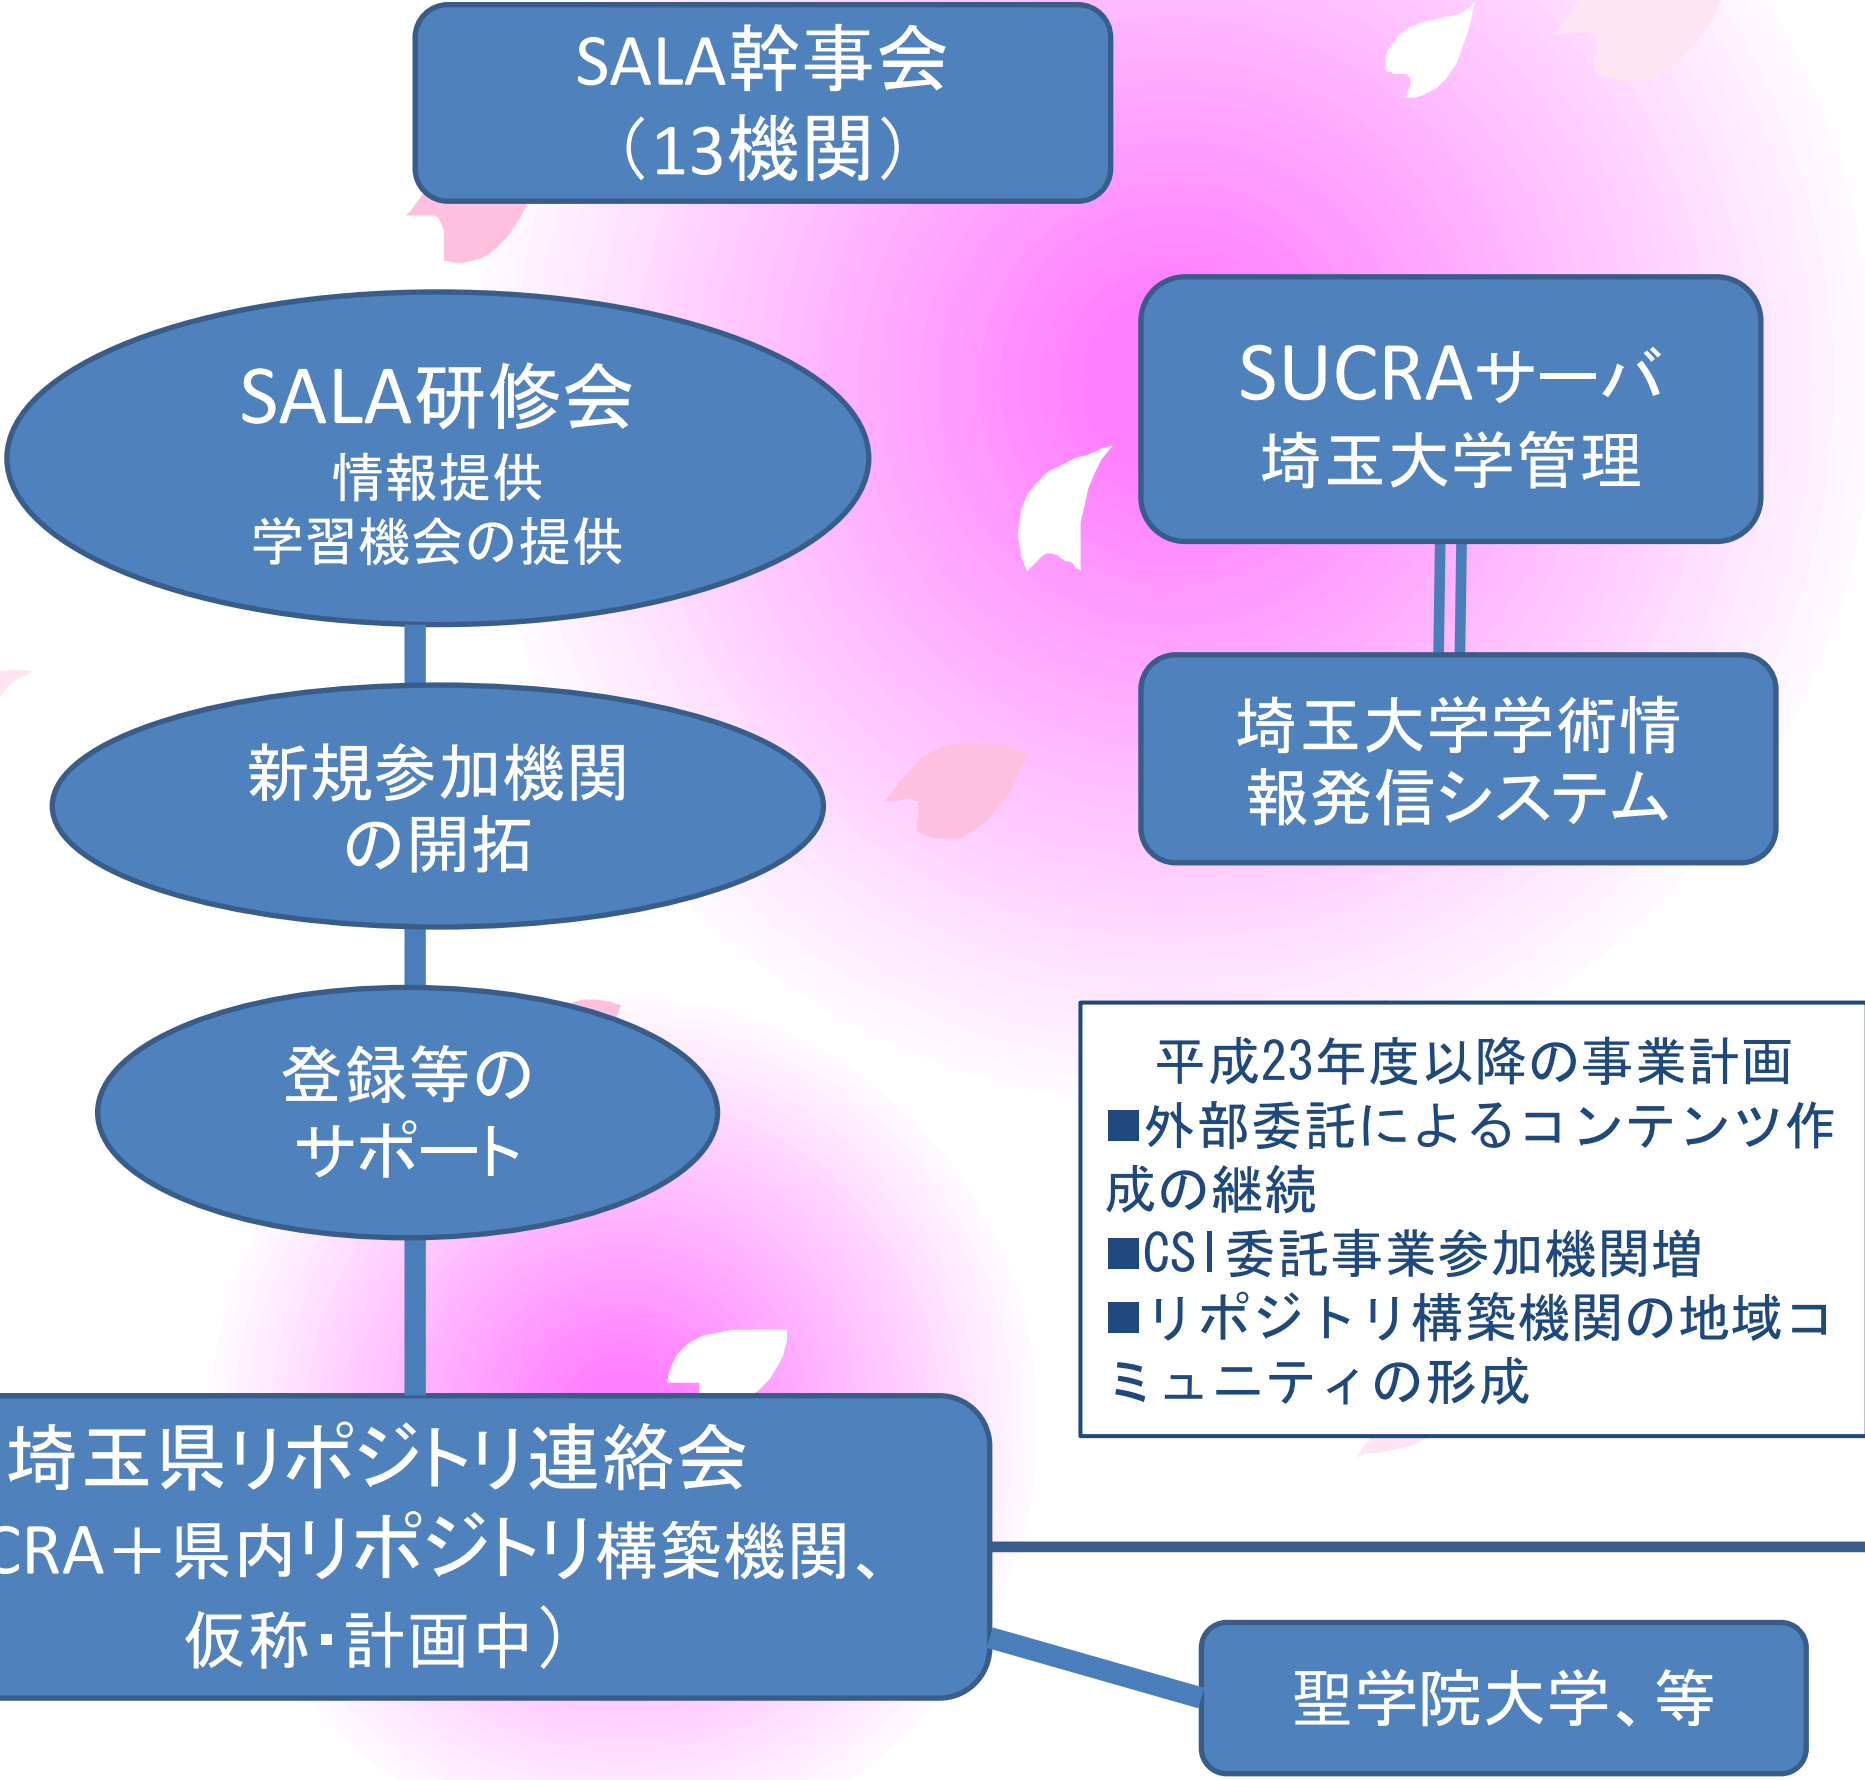 SALA幹事会
（13機関）
SALA研修会
情報提供
学習機会の提供
SUCRAサーバ
埼玉大学管理
新規参加機関
の開拓
埼玉大学学術情
報発信システム
登録等の
サポート
平成23年度以降の事業計画
■外部委託によるコンテンツ作
成の継続
■CSI委託事業参加機関増
■リポジトリ構築機関の地域コ
ミュニティの形成
埼玉県リポジトリ連絡会
CRA＋県内リポジトリ構築機関、
仮称・計画中）
聖学院大学、等